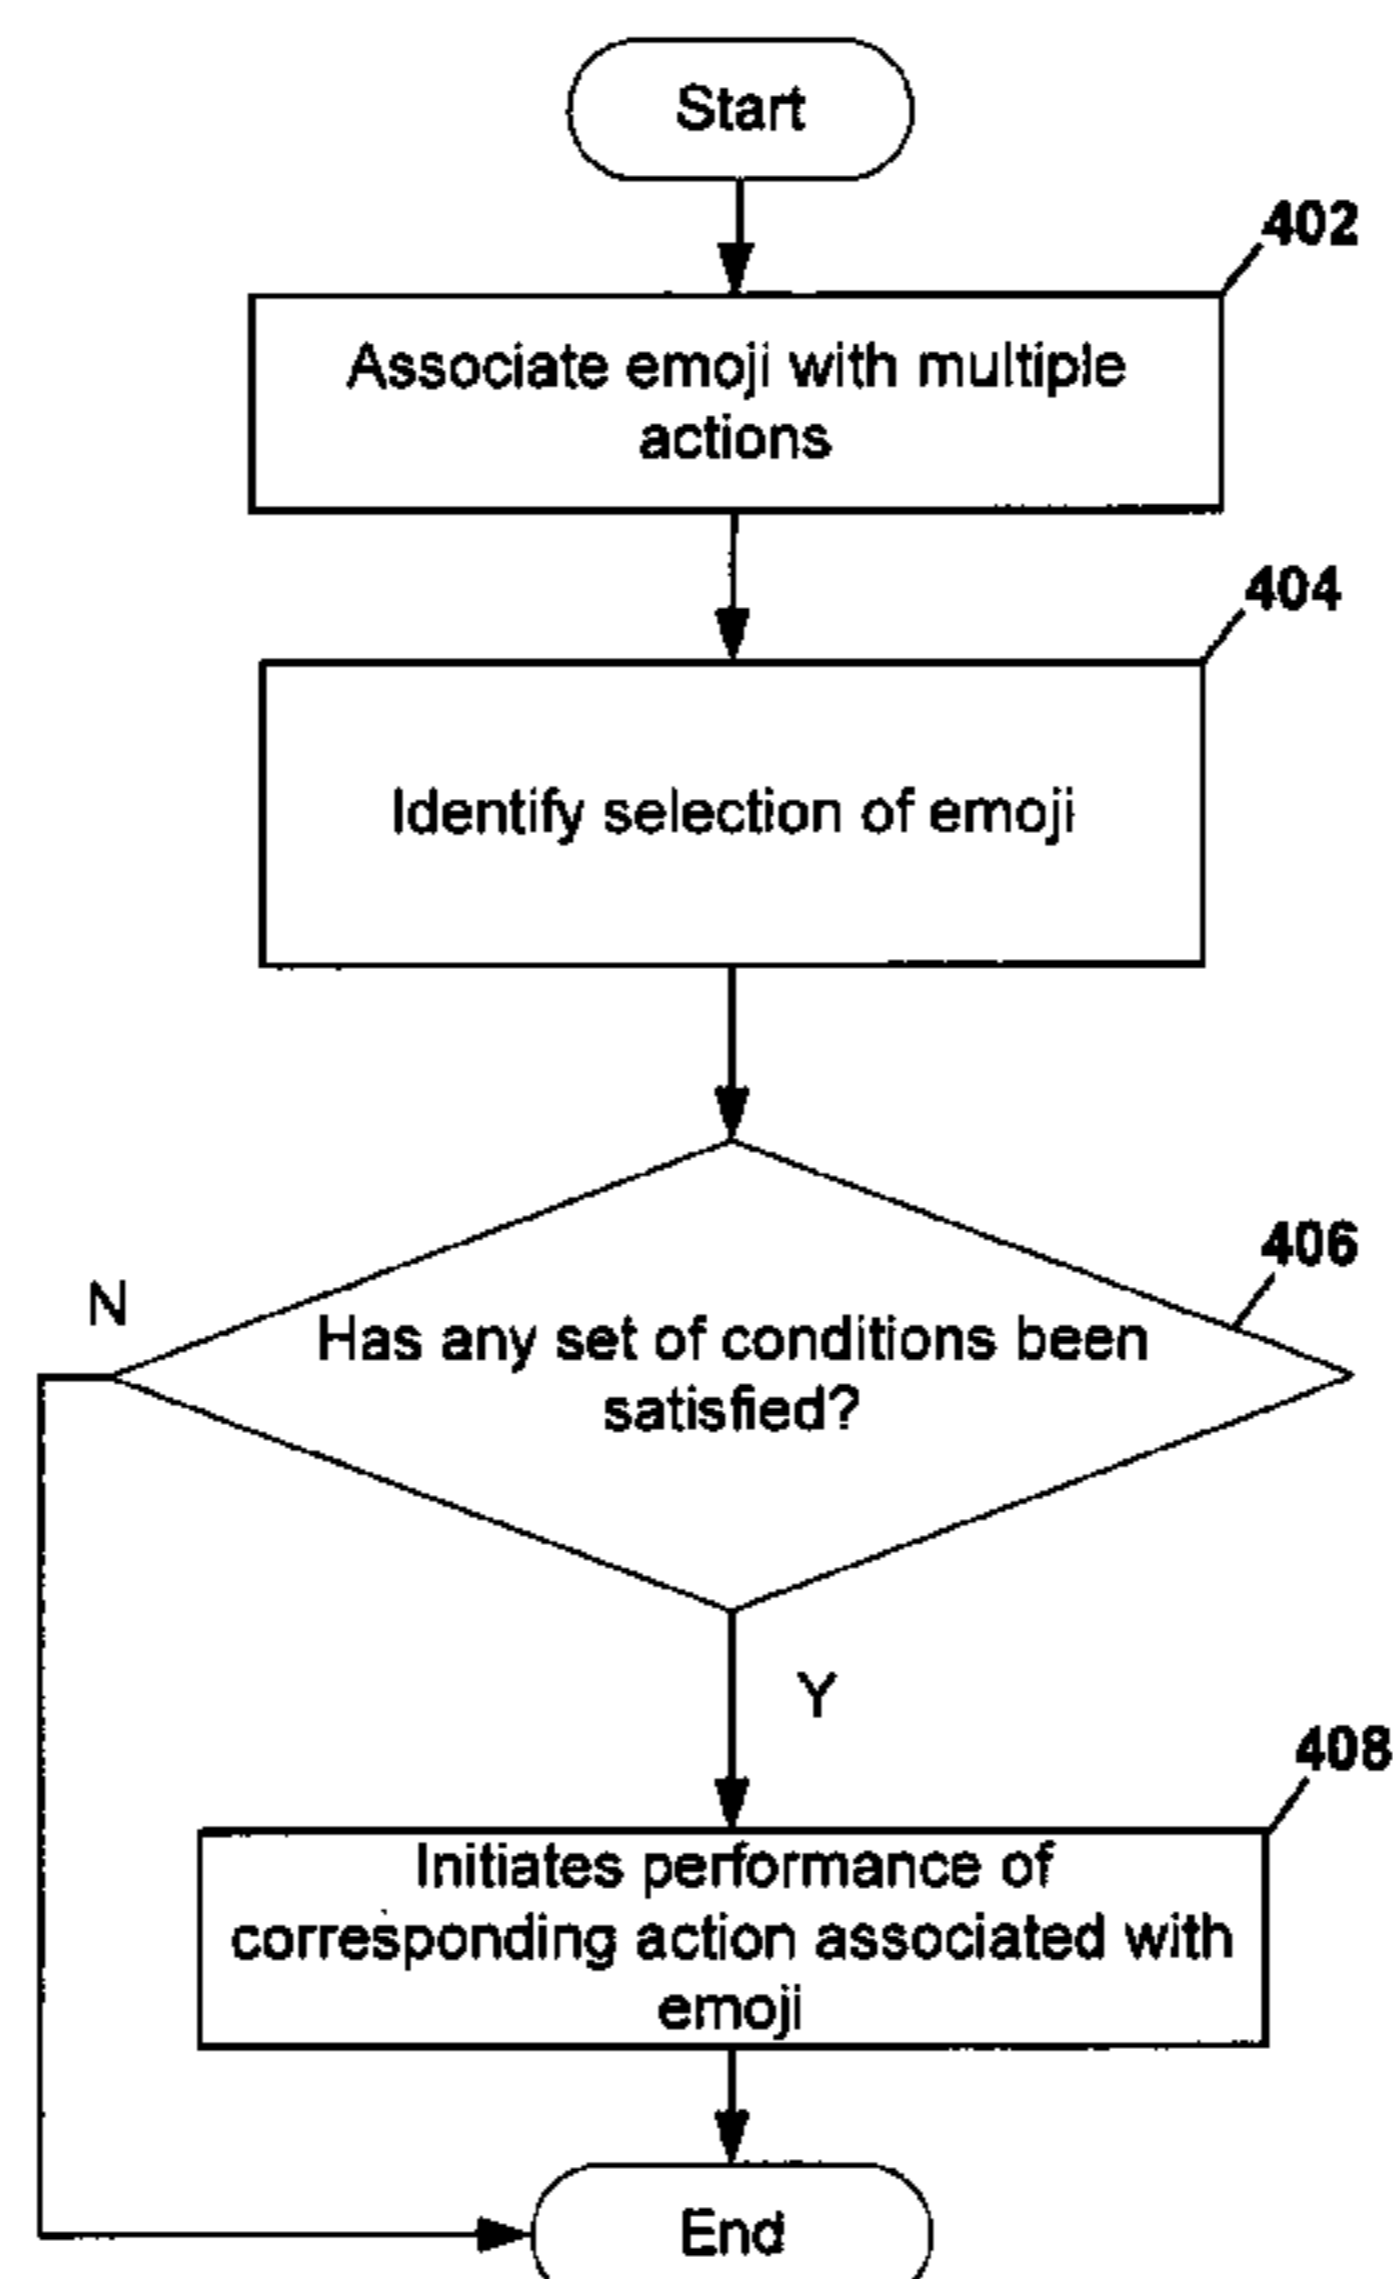 Start
402
Associate emoji with multiple
actions
404
Identify selection of emoji
406
N
Has any set of conditions been
satisfied?
Y
408
Initiates performance of
corresponding action associated with
emoji
End